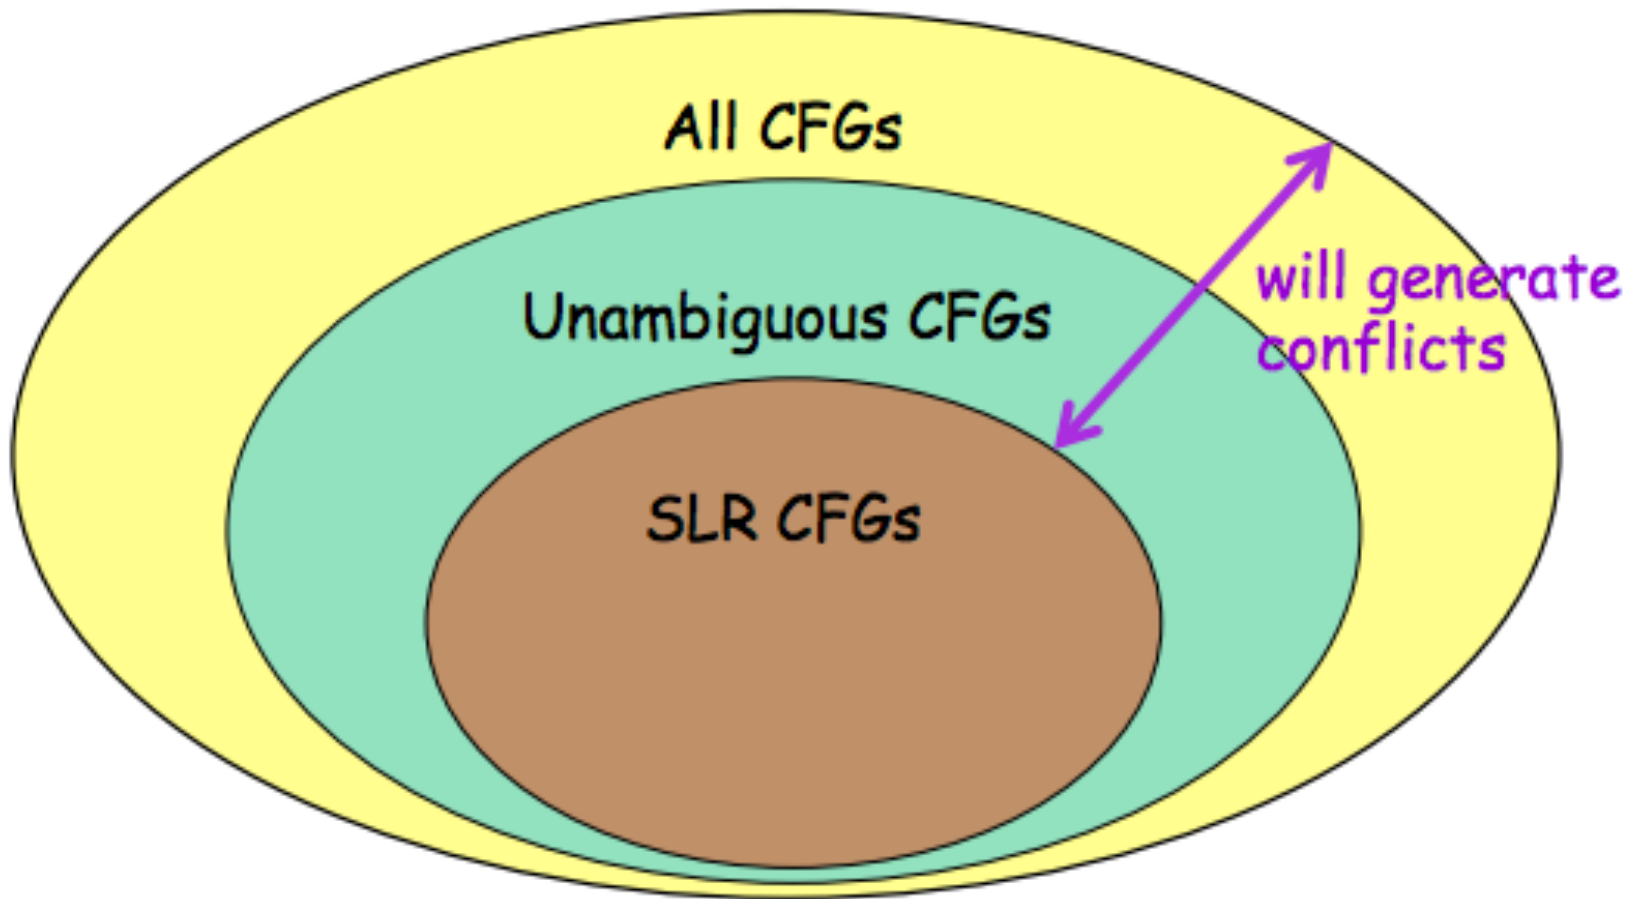 All CFGs
will generate
conflicts
Unambiguous CFGs
SLR CFGs